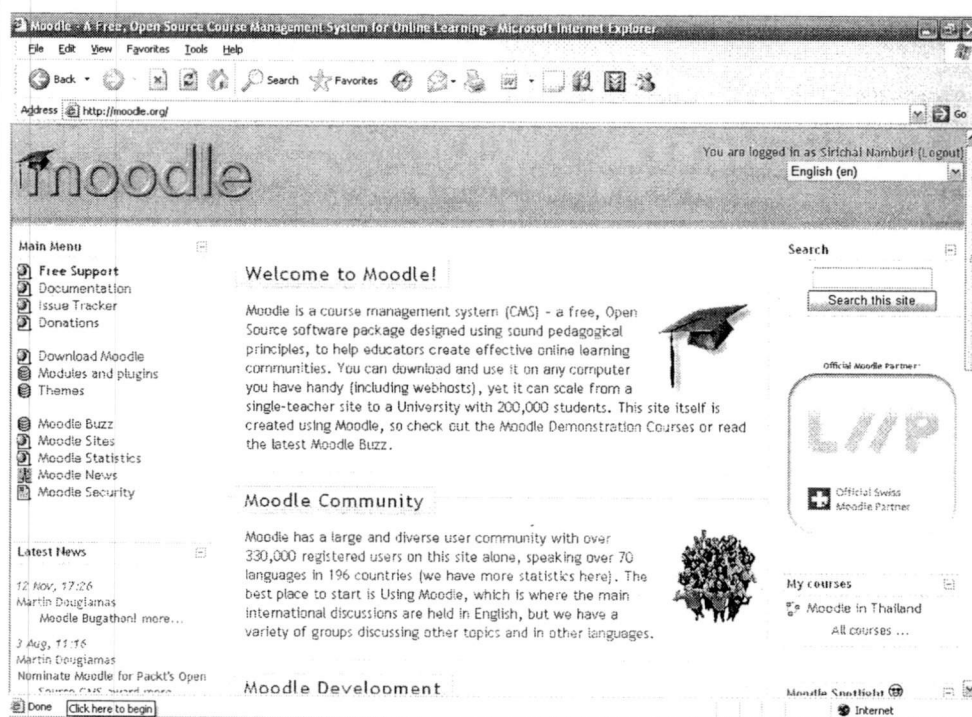 Moodle - A Free, Open Source Course Management System for Online Learning - Microsoft Internet Explorer
File Edit View Favorites Tools Help
Back Search Favorites
Address http://moodle.org/ Go
moodle
You are logged in as Sirichai Namburi (Logout)
English (en)
Main Menu
Free Support
Documentation
Issue Tracker
Donations
Download Moodle
Modules and plugins
Themes
Moodle Buzz
Moodle Sites
Moodle Statistics
Moodle News
Moodle Security
Latest News
12 Nov, 17:26
Martin Dougiamas
Moodle Bugathon! more...
3 Aug, 11:16
Martin Dougiamas
Nominate Moodle for Packt's Open
Source CMS award more
Welcome to Moodle!
Moodle is a course management system (CMS) - a free, Open
Source software package designed using sound pedagogical
principles, to help educators create effective online learning
communities. You can download and use it on any computer
you have handy (including webhosts), yet it can scale from a
single-teacher site to a University with 200,000 students. This site itself is
created using Moodle, so check out the Moodle Demonstration Courses or read
the latest Moodle Buzz.
Moodle Community
Moodle has a large and diverse user community with over
330,000 registered users on this site alone, speaking over 70
languages in 196 countries (we have more statistics here). The
best place to start is Using Moodle, which is where the main
international discussions are held in English, but we have a
variety of groups discussing other topics and in other languages.
Moodle Development
Search
Search this site
Official Moodle Partner:
L//P
Official Swiss
Moodle Partner
My courses
Moodle in Thailand
All courses ...
Moodle Spotlight
Done Click here to begin Internet